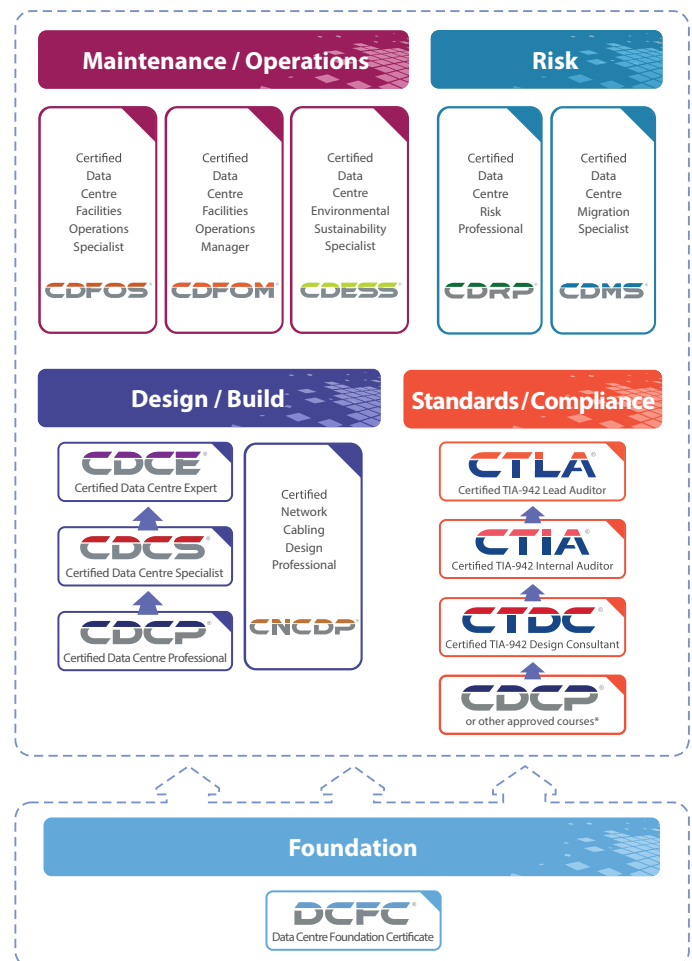 Maintenance / Operations
Certified
Data
Centre
Facilities
Operations
Specialist
CDFOS®
Certified
Data
Centre
Facilities
Operations
Manager
CDFOM®
Certified
Data
Centre
Environmental
Sustainability
Specialist
CDESS®
Risk
Certified
Data
Centre
Risk
Professional
CDRP®
Certified
Data
Centre
Migration
Specialist
CDMS®
Design / Build
CDCE®
Certified Data Centre Expert
CDCS®
Certified Data Centre Specialist
CDCP®
Certified Data Centre Professional
Certified
Network
Cabling
Design
Professional
CNCDP®
Standards/Compliance
CTLA®
Certified TIA-942 Lead Auditor
CTIA®
Certified TIA-942 Internal Auditor
CTDC®
Certified TIA-942 Design Consultant
CDCP®
or other approved courses*
Foundation
DCFC®
Data Centre Foundation Certificate